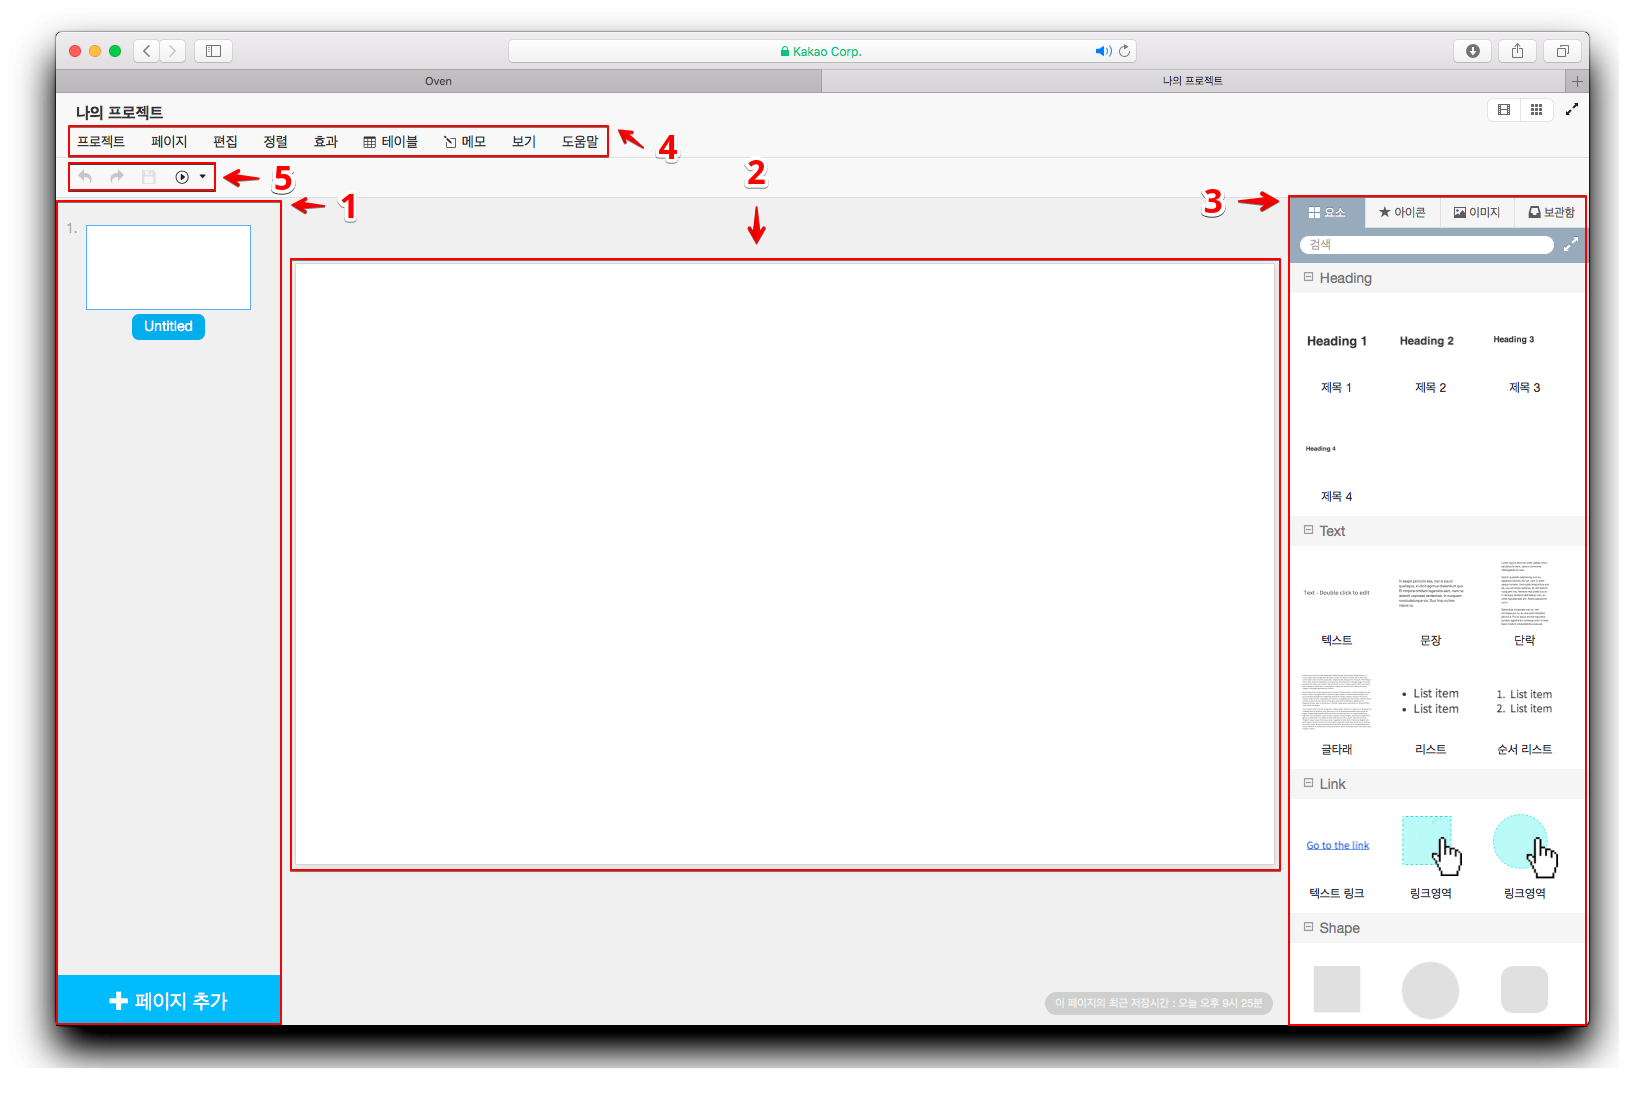 Kakao Corp.
Oven
나의 프로젝트
나의 프로젝트
프로젝트 페이지 편집 정렬 효과 테이블 메모 보기 도움말
4
5
1
2
3
1.
Untitled
요소 아이콘 이미지 보관함
검색
Heading
Heading 1 Heading 2 Heading 3
제목 1 제목 2 제목 3
Heading 4
제목 4
Text
Text - Double click to edit
텍스트 문장 단락
• List item
• List item
1. List item
2. List item
글타래 리스트 순서 리스트
Link
Go to the link
텍스트 링크 링크영역 링크영역
Shape
페이지 추가
이 페이지의 최근 저장시간 : 오늘 오후 9시 25분